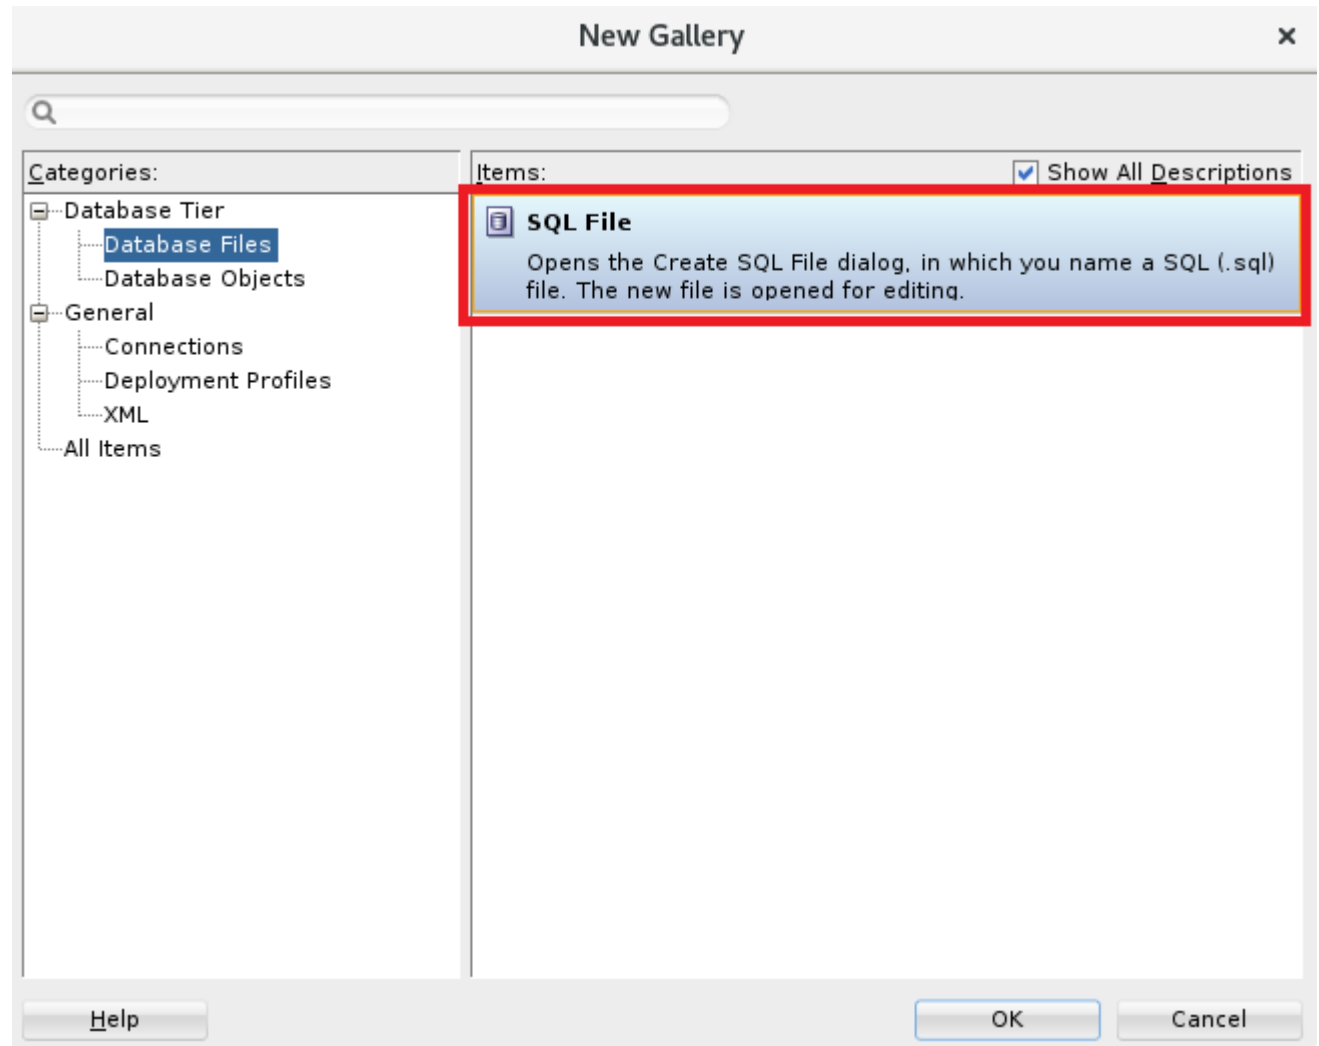 New Gallery
Categories:
Items:
Show All Descriptions
Database Tier
Database Files
Database Objects
General
Connections
Deployment Profiles
XML
All Items
SQL File
Opens the Create SQL File dialog, in which you name a SQL (.sql)
file. The new file is opened for editing.
Help
OK
Cancel